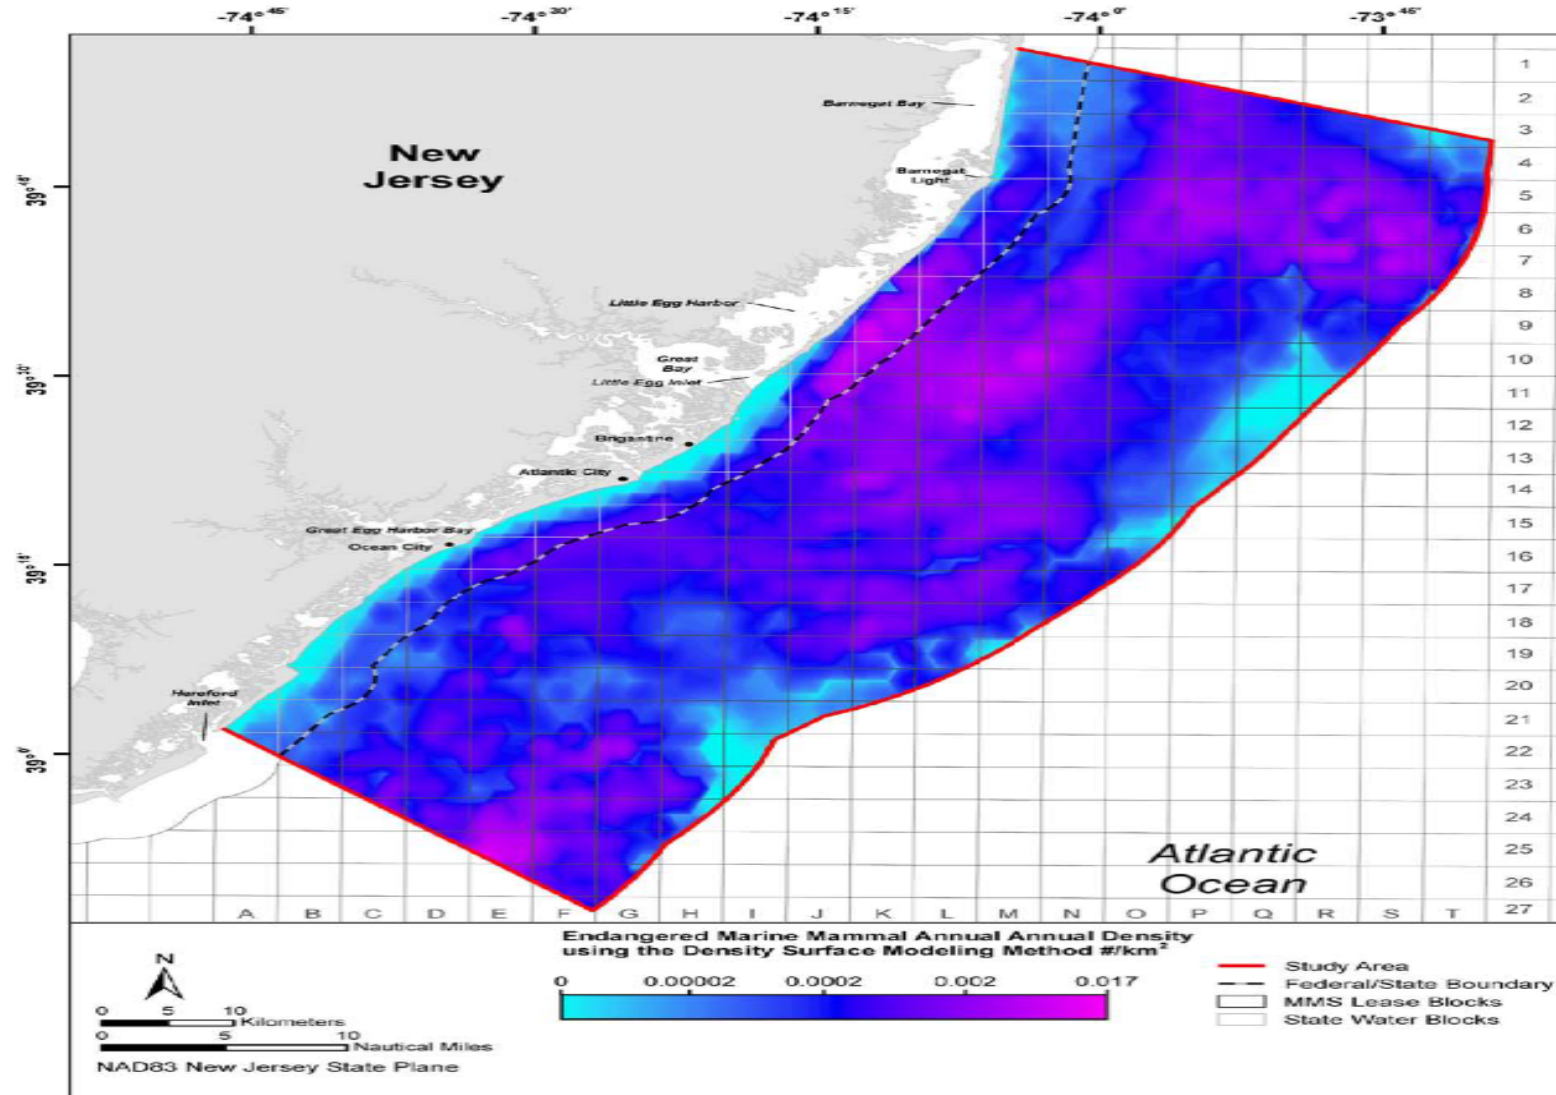 -74° 45'
-74° 30'
-74° 15'
-74° 0'
-73° 45'
1
2
3
4
5
6
7
8
9
10
11
12
13
14
15
16
17
18
19
20
21
22
23
24
25
26
27
39° 45'
39° 30'
39° 15'
39° 0'
New
Jersey
Barnegat Bay
Barnegat
Light
Little Egg Harbor
Great
Bay
Little Egg Inlet
Brigantine
Atlantic City
Great Egg Harbor Bay
Ocean City
Hereford
Inlet
Atlantic
Ocean
A B C D E F G H I J K L M N O P Q R S T
Endangered Marine Mammal Annual Annual Density
using the Density Surface Modeling Method #/km²
0 0.00002 0.0002 0.002 0.017
N
0 5 10
Kilometers
0 5 10
Nautical Miles
NAD83 New Jersey State Plane
Study Area
Federal/State Boundary
MMS Lease Blocks
State Water Blocks